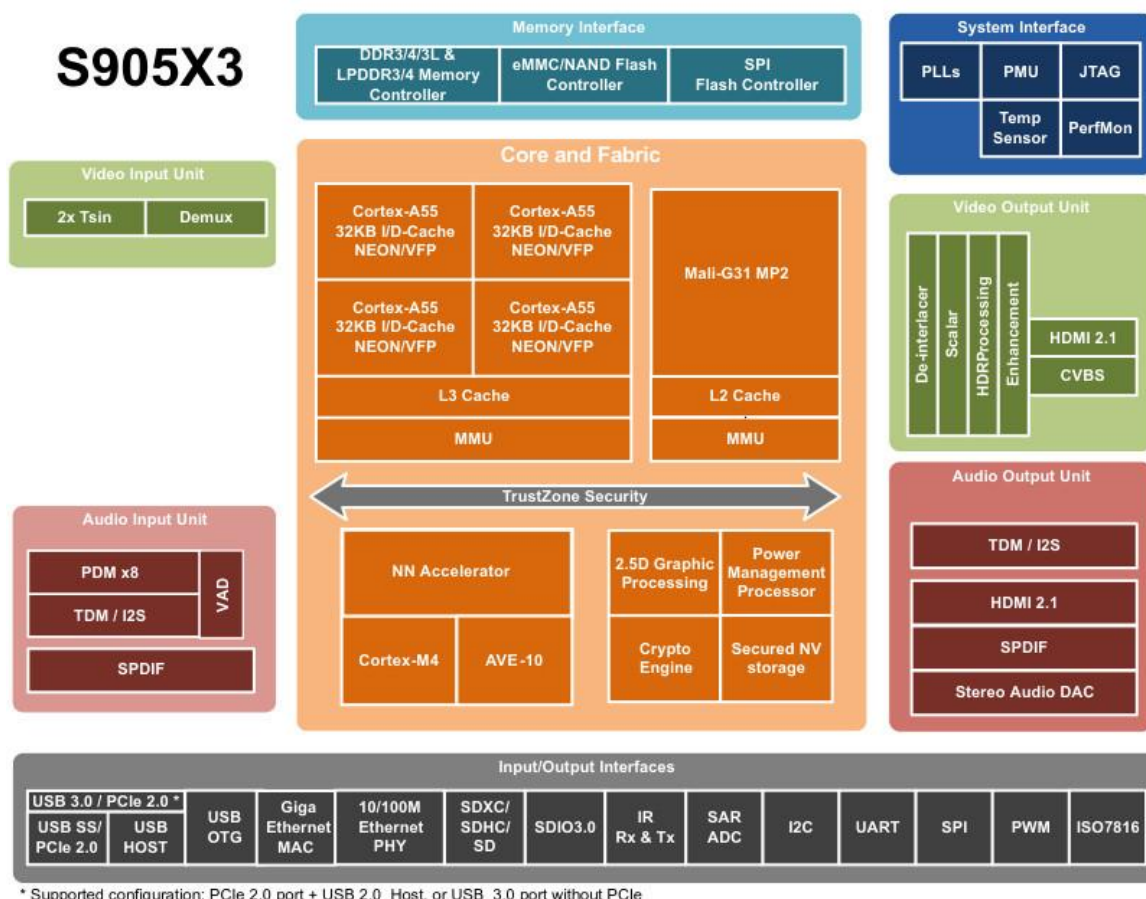 S905X3
Memory Interface
DDR3/4/3L &
LPDDR3/4 Memory
Controller
eMMC/NAND Flash
Controller
SPI
Flash Controller
System Interface
PLLs
PMU
JTAG
Temp
Sensor
PerfMon
Video Input Unit
2x Tsin
Demux
Core and Fabric
Cortex-A55
32KB I/D-Cache
NEON/VFP
Cortex-A55
32KB I/D-Cache
NEON/VFP
Cortex-A55
32KB I/D-Cache
NEON/VFP
Cortex-A55
32KB I/D-Cache
NEON/VFP
L3 Cache
MMU
Mali-G31 MP2
L2 Cache
MMU
TrustZone Security
NN Accelerator
Cortex-M4
AVE-10
2.5D Graphic
Processing
Power
Management
Processor
Crypto
Engine
Secured NV
storage
Video Output Unit
De-interlacer
Scalar
HDRProcessing
Enhancement
HDMI 2.1
CVBS
Audio Input Unit
PDM x8
TDM / I2S
VAD
SPDIF
Audio Output Unit
TDM / I2S
HDMI 2.1
SPDIF
Stereo Audio DAC
Input/Output Interfaces
USB 3.0 / PCIe 2.0 *
USB SS/
PCIe 2.0
USB
HOST
USB
OTG
Giga
Ethernet
MAC
10/100M
Ethernet
PHY
SDXC/
SDHC/
SD
SDIO3.0
IR
Rx & Tx
SAR
ADC
I2C
UART
SPI
PWM
ISO7816
* Supported configuration: PCIe 2.0 port + USB 2.0 Host, or USB 3.0 port without PCIe